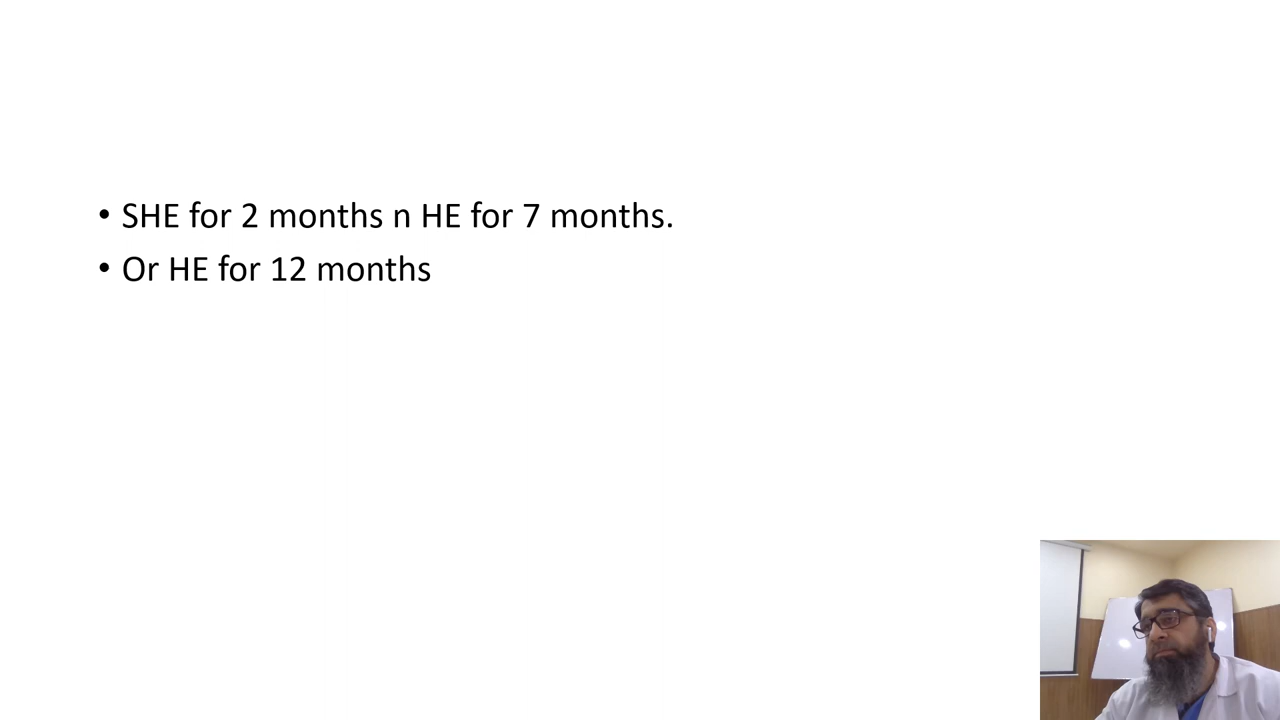 • SHE for 2 months n HE for 7 months.
• Or HE for 12 months